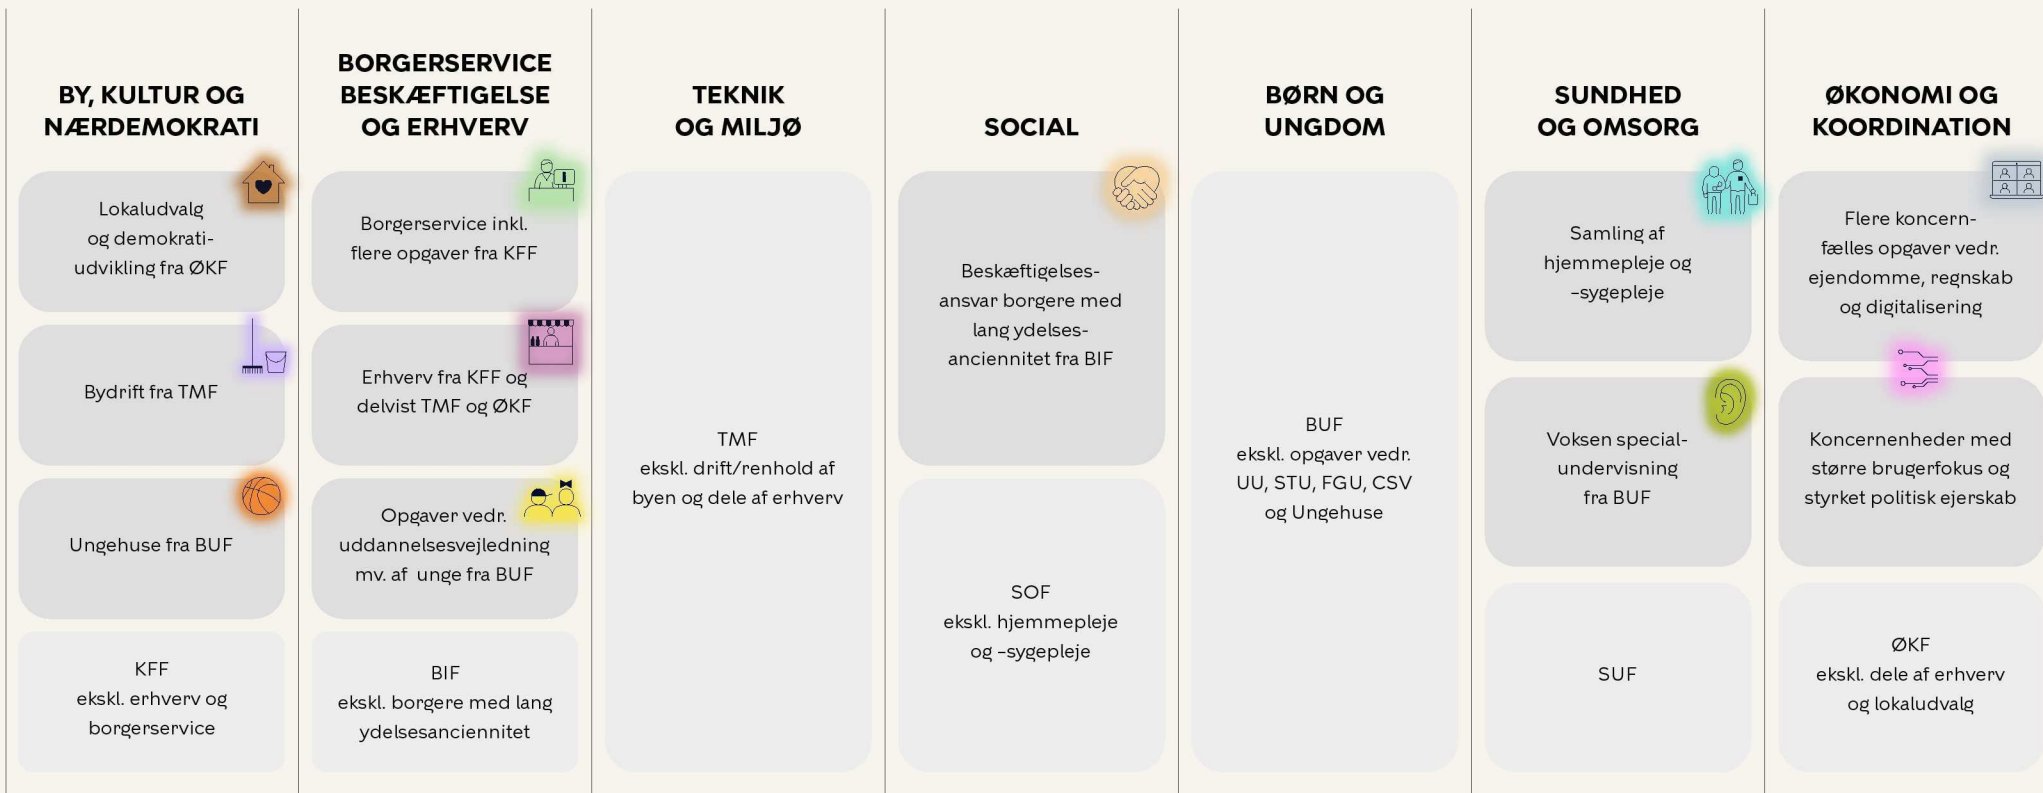 BY, KULTUR OG
NÆRDEMOKRATI
Lokaludvalg
og demokrati-
udvikling fra ØKF
Bydrift fra TMF
Ungehuse fra BUF
KFF
ekskl. erhverv og
borgerservice
BORGERSERVICE
BESKÆFTIGELSE
OG ERHVERV
Borgerservice inkl.
flere opgaver fra KFF
Erhverv fra KFF og
delvist TMF og ØKF
Opgaver vedr.
uddannelsesvejledning
mv. af unge fra BUF
BIF
ekskl. borgere med lang
ydelsesanciennitet
TEKNIK
OG MILJØ
TMF
ekskl. drift/renhold af
byen og dele af erhverv
SOCIAL
Beskæftigelses-
ansvar borgere med
lang ydelses-
anciennitet fra BIF
SOF
ekskl. hjemmepleje
og -sygepleje
BØRN OG
UNGDOM
BUF
ekskl. opgaver vedr.
UU, STU, FGU, CSV
og Ungehuse
SUNDHED
OG OMSORG
Samling af
hjemmepleje og
-sygepleje
Voksen special-
undervisning
fra BUF
SUF
ØKONOMI OG
KOORDINATION
Flere koncern-
fælles opgaver vedr.
ejendomme, regnskab
og digitalisering
Koncernenheder med
større brugerfokus og
styrket politisk ejerskab
ØKF
ekskl. dele af erhverv
og lokaludvalg